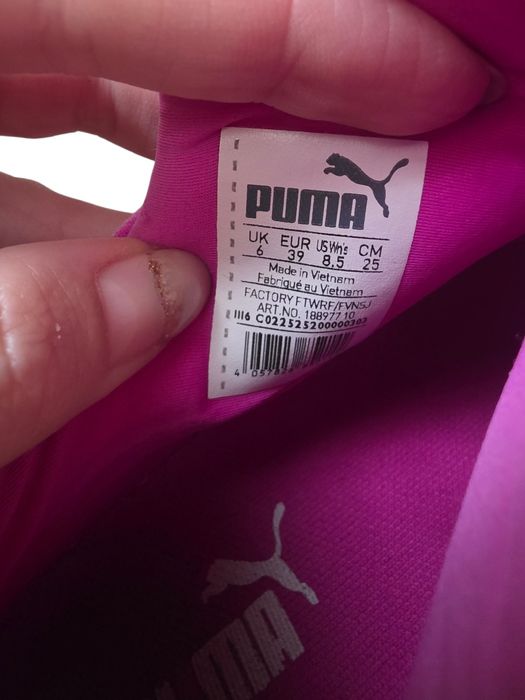 PUMA
UK EUR US Wn's CM
6 39 8.5 25
Made in Vietnam
Fabriqué au Vietnam
FACTORY FTWRF/FVNSJ
ART.NO. 188977 10
1116 C022525200000303
UMA